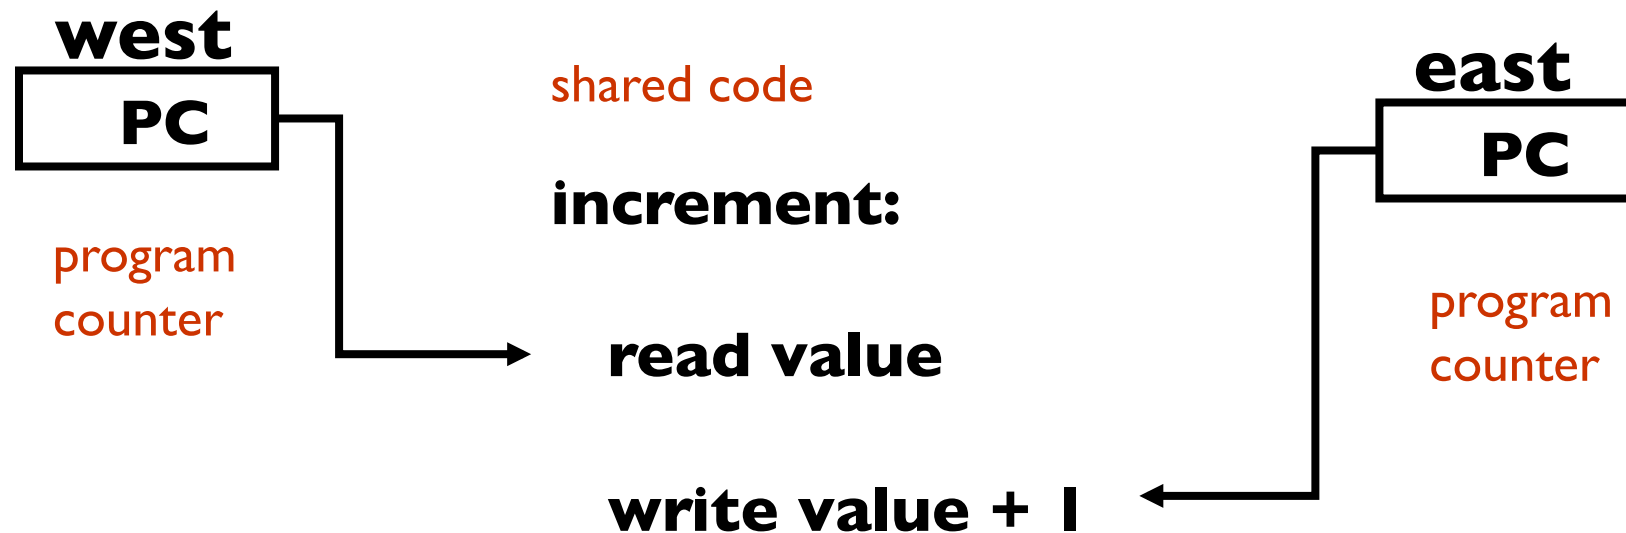 west
PC
program
counter
shared code
increment:
read value
write value + 1
east
PC
program
counter